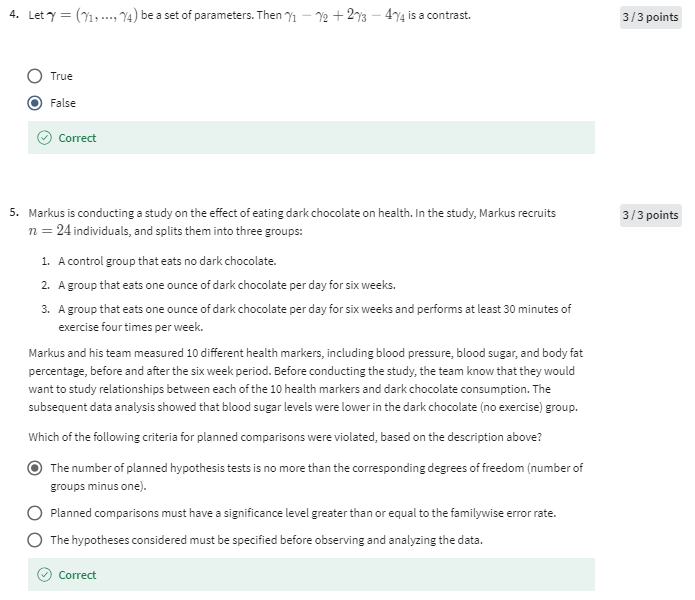 4. Let γ = (γ₁, ..., γ₄) be a set of parameters. Then γ₁ − γ₂ + 2γ₃ − 4γ₄ is a contrast.
3 / 3 points
True
False
Correct
5. Markus is conducting a study on the effect of eating dark chocolate on health. In the study, Markus recruits
3 / 3 points
n = 24 individuals, and splits them into three groups:
1. A control group that eats no dark chocolate.
2. A group that eats one ounce of dark chocolate per day for six weeks.
3. A group that eats one ounce of dark chocolate per day for six weeks and performs at least 30 minutes of
exercise four times per week.
Markus and his team measured 10 different health markers, including blood pressure, blood sugar, and body fat
percentage, before and after the six week period. Before conducting the study, the team know that they would
want to study relationships between each of the 10 health markers and dark chocolate consumption. The
subsequent data analysis showed that blood sugar levels were lower in the dark chocolate (no exercise) group.
Which of the following criteria for planned comparisons were violated, based on the description above?
The number of planned hypothesis tests is no more than the corresponding degrees of freedom (number of
groups minus one).
Planned comparisons must have a significance level greater than or equal to the familywise error rate.
The hypotheses considered must be specified before observing and analyzing the data.
Correct